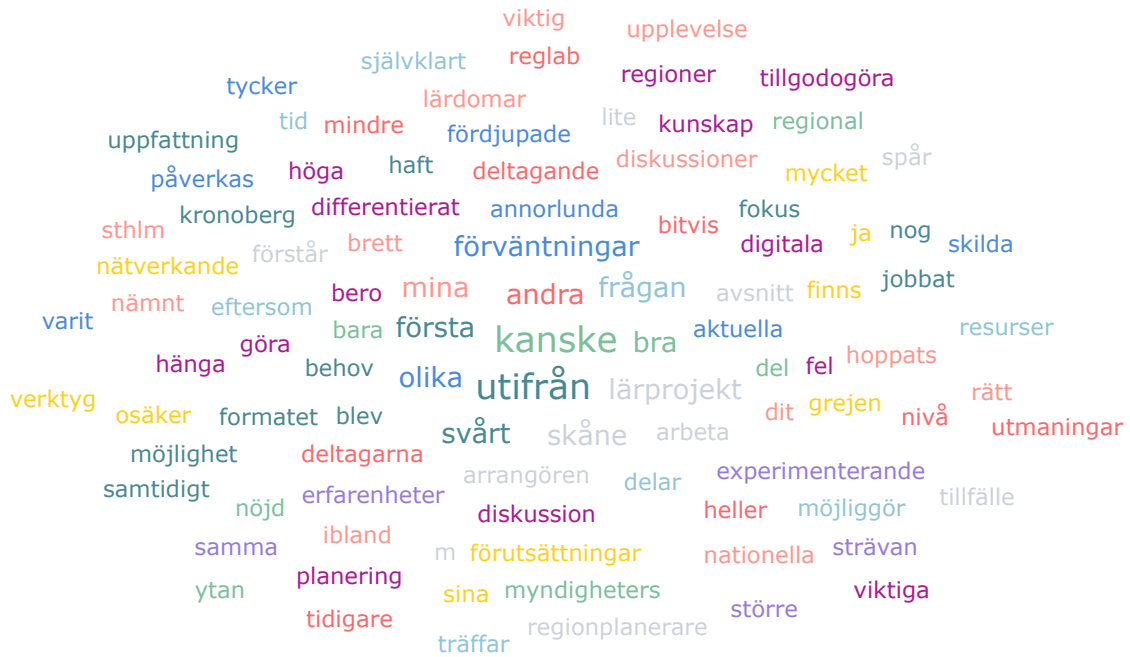 viktig
upplevelse
självklart
reglab
regioner
tillgodogöra
tycker
lärdomar
tid
mindre
fördjupade
lite
kunskap
regional
uppfattning
påverkas
höga
haft
deltagande
diskussioner
mycket
spår
kronoberg
differentierat
annorlunda
bitvis
fokus
sthlm
förstår
brett
förväntningar
digitala
ja
nog
skilda
nätverkande
nämnt
eftersom
bero
mina
andra
frågan
avsnitt
finns
jobbat
varit
bara
första
kanske
bra
aktuella
resurser
hänga
göra
behov
olika
utifrån
lärprojekt
del
fel
hoppats
verktyg
osäker
formatet
blev
svårt
skåne
arbeta
dit
grejen
nivå
rätt
utmaningar
möjlighet
deltagarna
arrangören
delar
experimenterande
samtidigt
nöjd
erfarenheter
diskussion
heller
möjliggör
tillfälle
samma
ibland
m
förutsättningar
nationella
strävan
ytan
planering
sina
myndigheters
större
viktiga
tidigare
träffar
regionplanerare